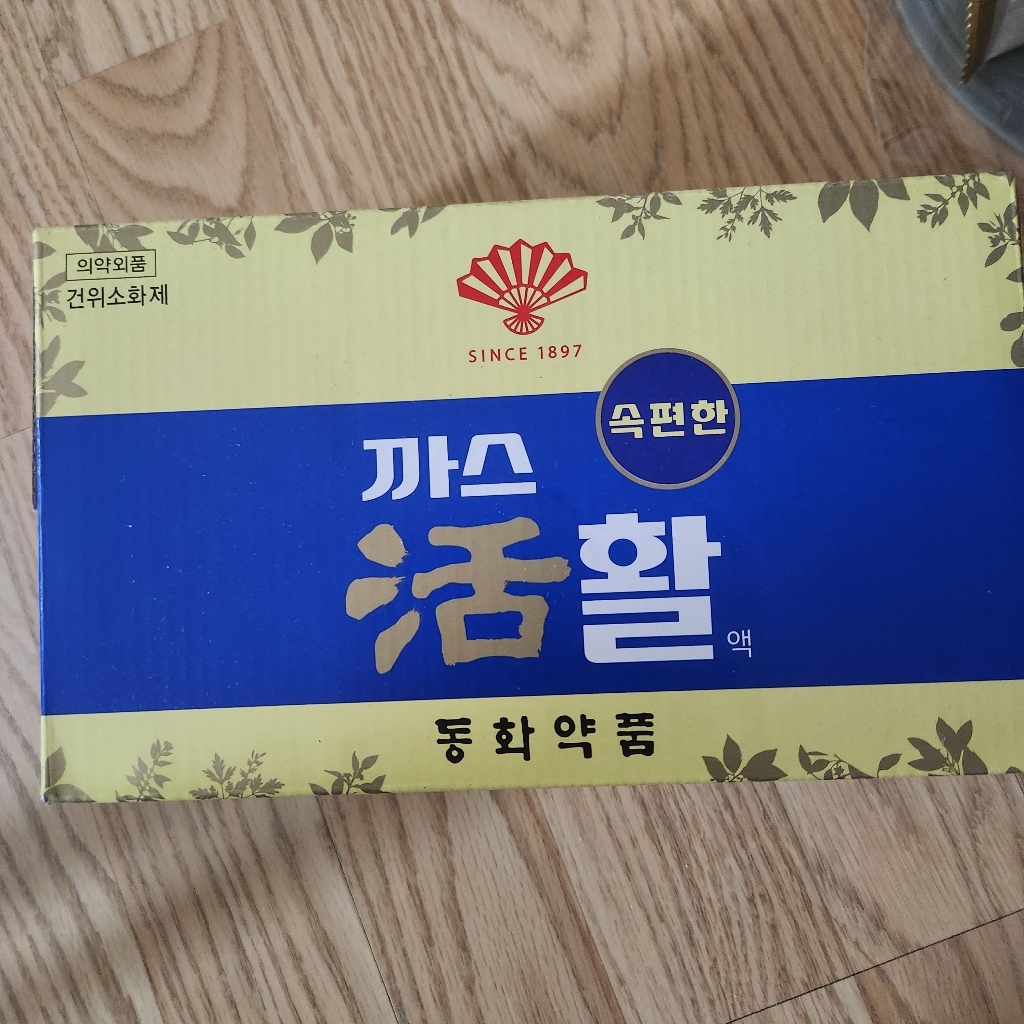 의약외품
건위소화제
SINCE 1897
속편한
까스
活활
액
동화약품